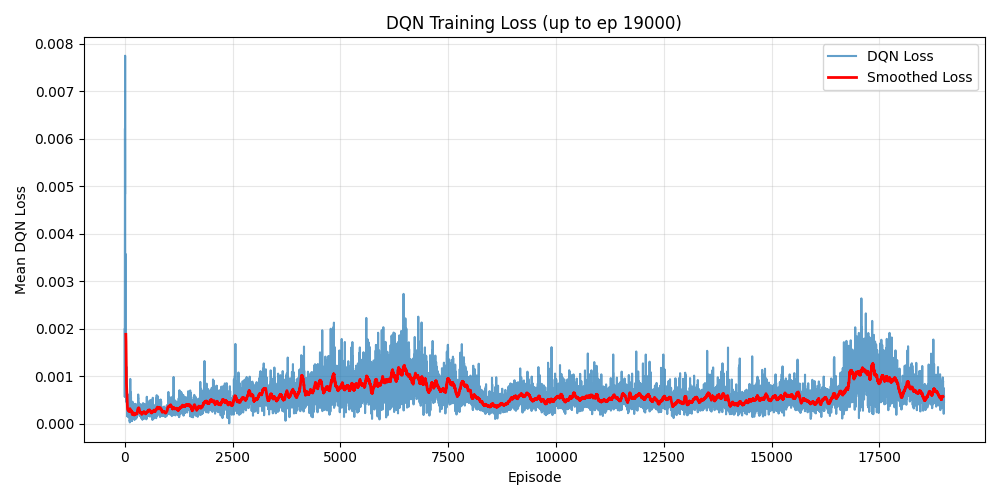 DQN Training Loss (up to ep 19000)
DQN Loss
Smoothed Loss
Mean DQN Loss
0.008
0.007
0.006
0.005
0.004
0.003
0.002
0.001
0.000
0 2500 5000 7500 10000 12500 15000 17500
Episode